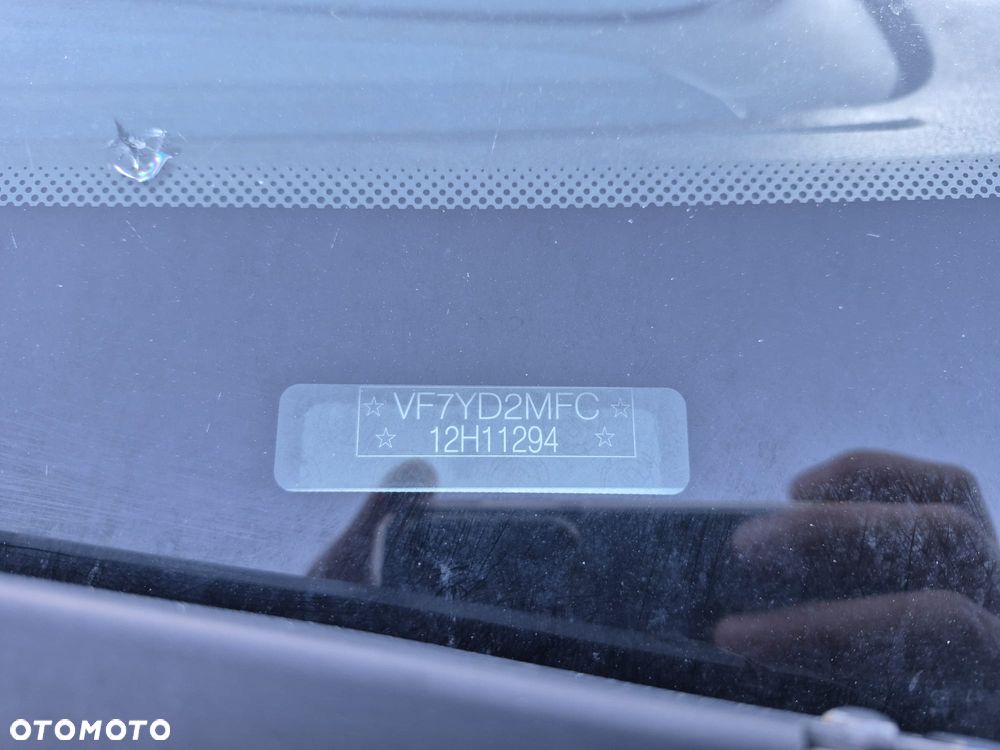 ☆ VF7YD2MFC ☆
☆ 12H11294 ☆
OTOMOTO